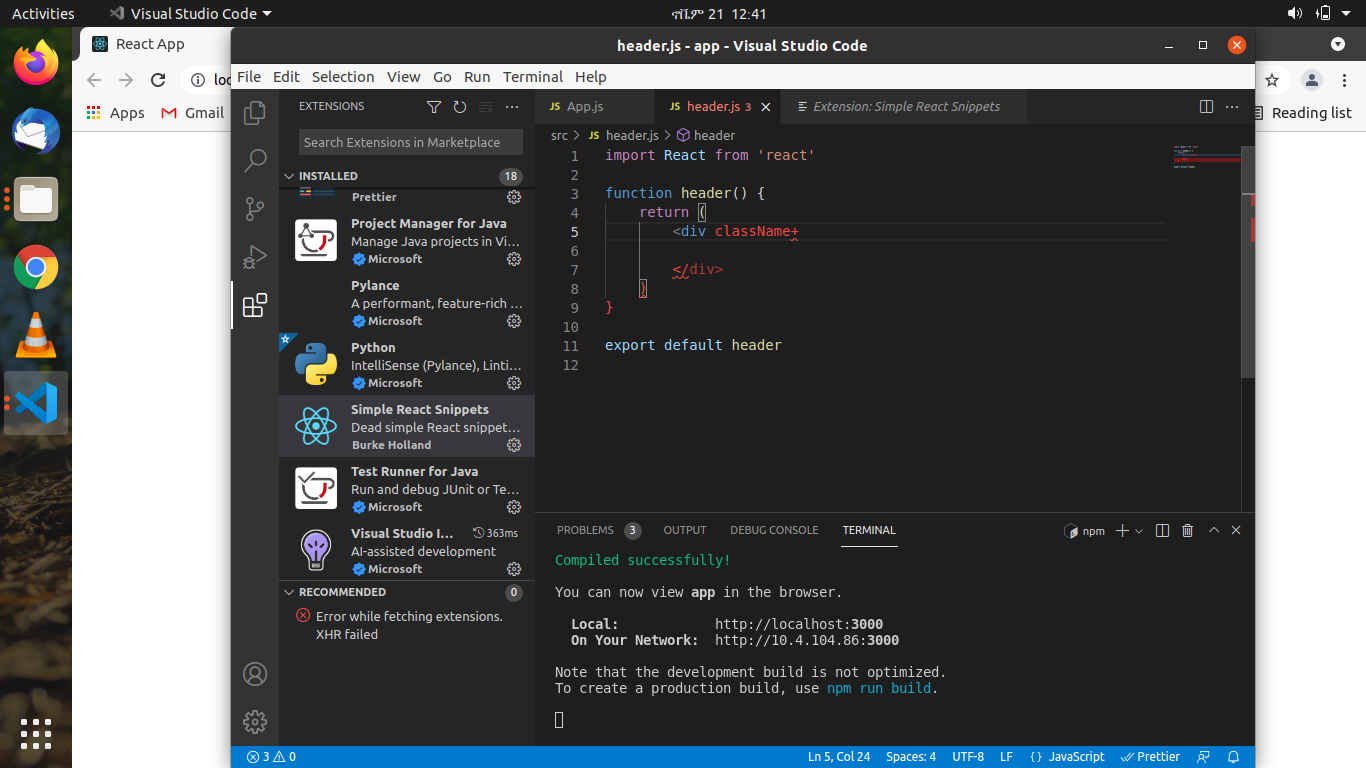 Activities
Visual Studio Code
ኖቬም 21 12:41
React App
header.js - app - Visual Studio Code
File Edit Selection View Go Run Terminal Help
Apps
Gmail
Reading list
EXTENSIONS
Search Extensions in Marketplace
INSTALLED 18
Prettier
Project Manager for Java
Manage Java projects in Vi...
Microsoft
Pylance
A performant, feature-rich ...
Microsoft
Python
IntelliSense (Pylance), Linti...
Microsoft
Simple React Snippets
Dead simple React snippet...
Burke Holland
Test Runner for Java
Run and debug JUnit or Te...
Microsoft
Visual Studio I... 363ms
AI-assisted development
Microsoft
RECOMMENDED 0
Error while fetching extensions.
XHR failed
JS App.js
JS header.js 3
Extension: Simple React Snippets
src > JS header.js > header
1 import React from 'react'
2
3 function header() {
4 return (
5 <div className+
6
7 </div>
8 )
9 }
10
11 export default header
12
PROBLEMS 3 OUTPUT DEBUG CONSOLE TERMINAL
npm
Compiled successfully!
You can now view app in the browser.
Local: http://localhost:3000
On Your Network: http://10.4.104.86:3000
Note that the development build is not optimized.
To create a production build, use npm run build.
3 0
Ln 5, Col 24 Spaces: 4 UTF-8 LF {} JavaScript Prettier